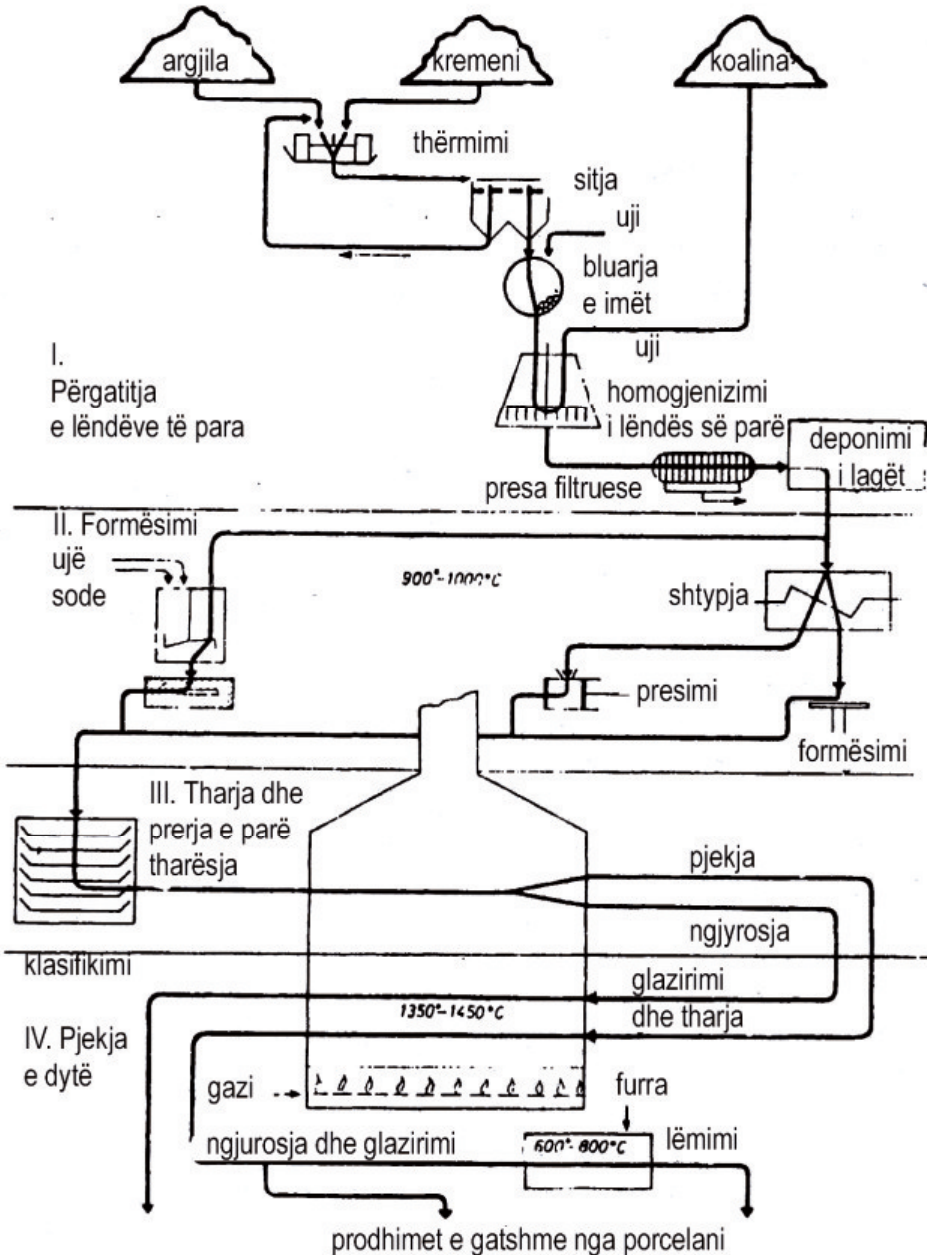 argjila
kremeni
koalina
thërmimi
sitja
uji
bluarja
e imët
uji
I.
Përgatitja
e lëndëve të para
homogjenizimi
i lëndës së parë
deponimi
i lagët
presa filtruese
II. Formësimi
ujë
sode
900°-1000°C
shtypja
presimi
formësimi
III. Tharja dhe
prerja e parë
tharësja
pjekja
ngjyrosja
klasifikimi
glazirimi
dhe tharja
1350°-1450°C
IV. Pjekja
e dytë
gazi
furra
ngjurosja dhe glazirimi
600°-800°C
lëmimi
prodhimet e gatshme nga porcelani